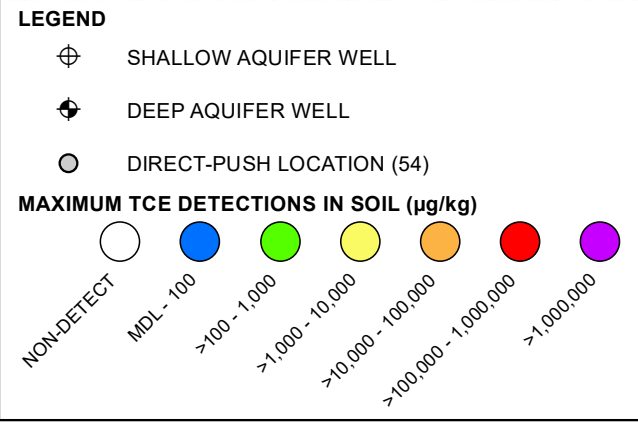 LEGEND
SHALLOW AQUIFER WELL
DEEP AQUIFER WELL
DIRECT-PUSH LOCATION (54)
MAXIMUM TCE DETECTIONS IN SOIL (µg/kg)
NON-DETECT
MDL - 100
>100 - 1,000
>1,000 - 10,000
>10,000 - 100,000
>100,000 - 1,000,000
>1,000,000